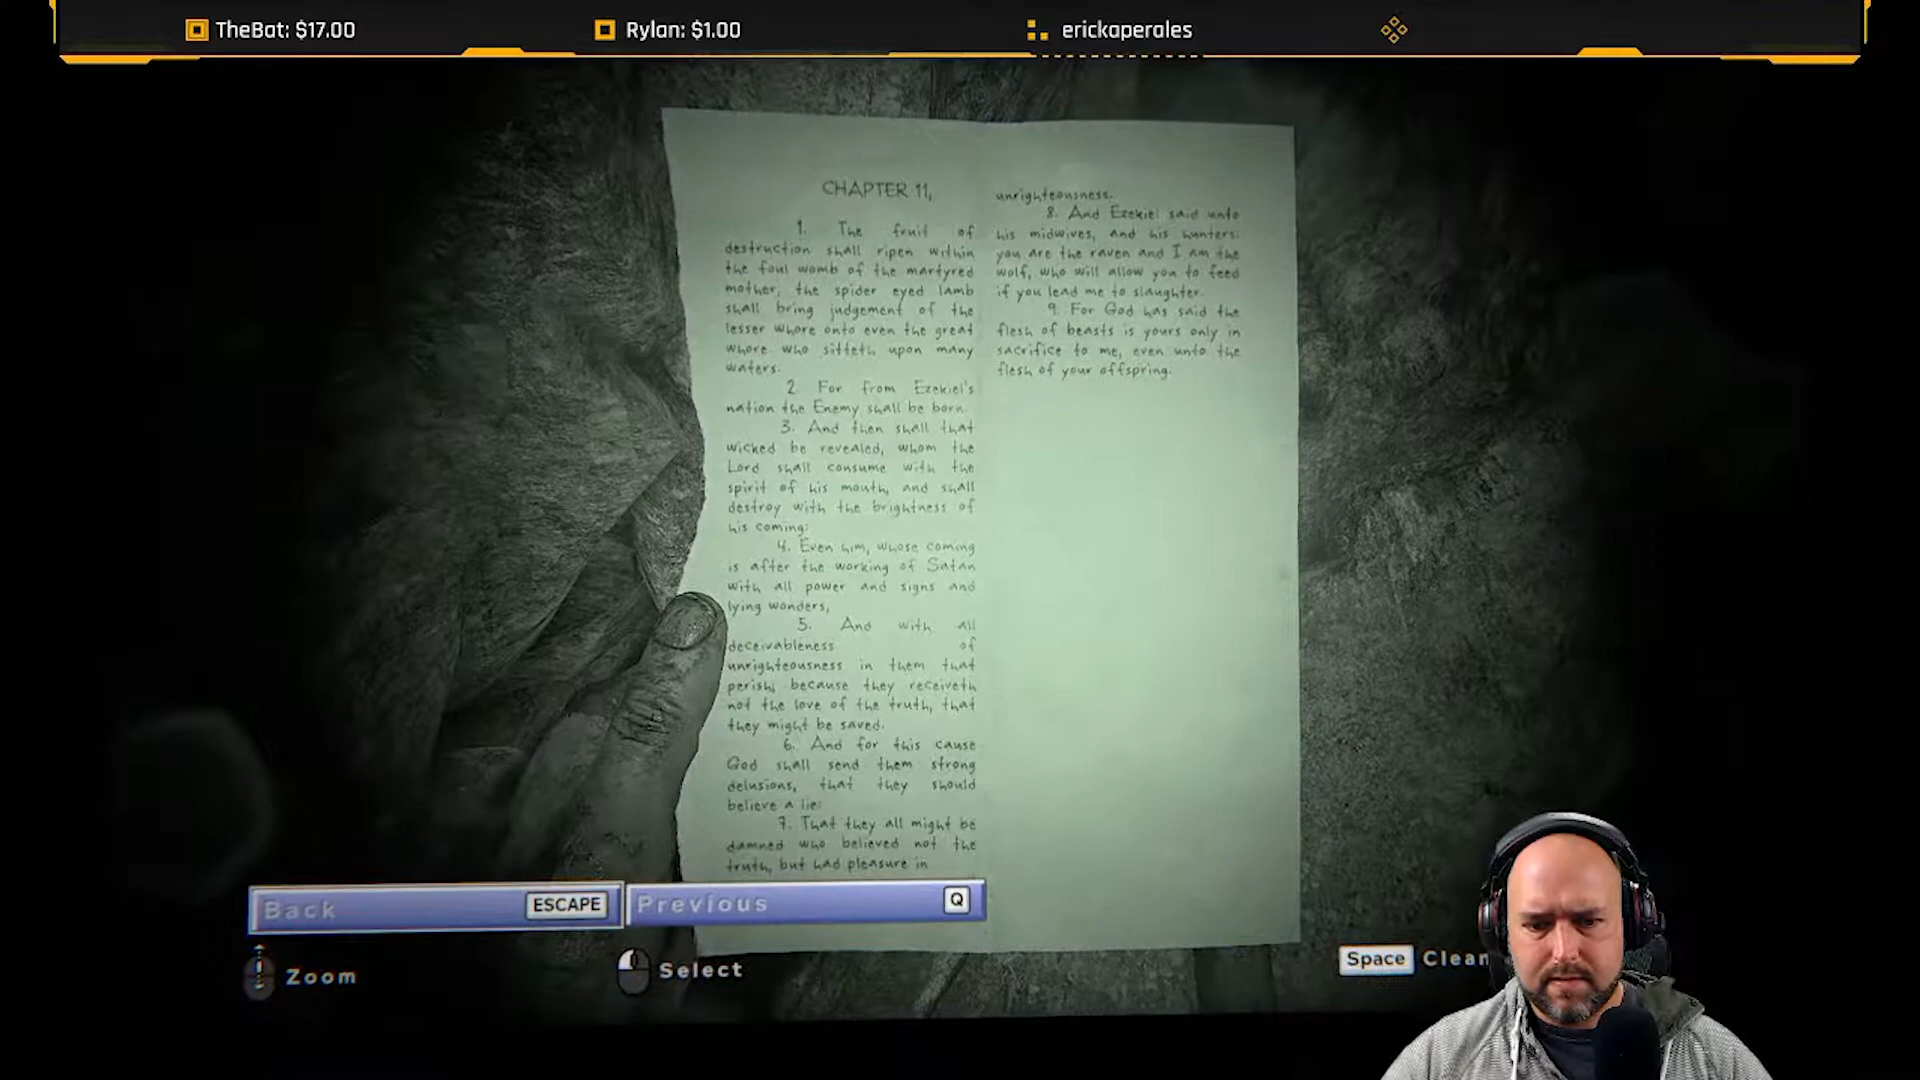 TheBat: $17.00
Rylan: $1.00
erickaperales
CHAPTER 11,
1. The fruit of
destruction shall ripen within
the foul womb of the martyred
mother, the spider eyed lamb
shall bring judgement of the
lesser whore onto even the great
whore who sitteth upon many
waters.
2. For from Ezekiel's
nation the Enemy shall be born.
3. And then shall that
wicked be revealed, whom the
Lord shall consume with the
spirit of his mouth, and shall
destroy with the brightness of
his coming:
4. Even him, whose coming
is after the working of Satan
with all power and signs and
lying wonders,
5. And with all
deceivableness of
unrighteousness in them that
perish; because they receiveth
not the love of the truth, that
they might be saved.
6. And for this cause
God shall send them strong
delusions, that they should
believe a lie:
7. That they all might be
damned who believed not the
truth, but had pleasure in
unrighteousness.
8. And Ezekiel said unto
his midwives, and his hunters:
you are the raven and I am the
wolf, who will allow you to feed
if you lead me to slaughter.
9. For God has said the
flesh of beasts is yours only in
sacrifice to me, even unto the
flesh of your offspring.
Back ESCAPE
Previous Q
Zoom
Select
Space Clean